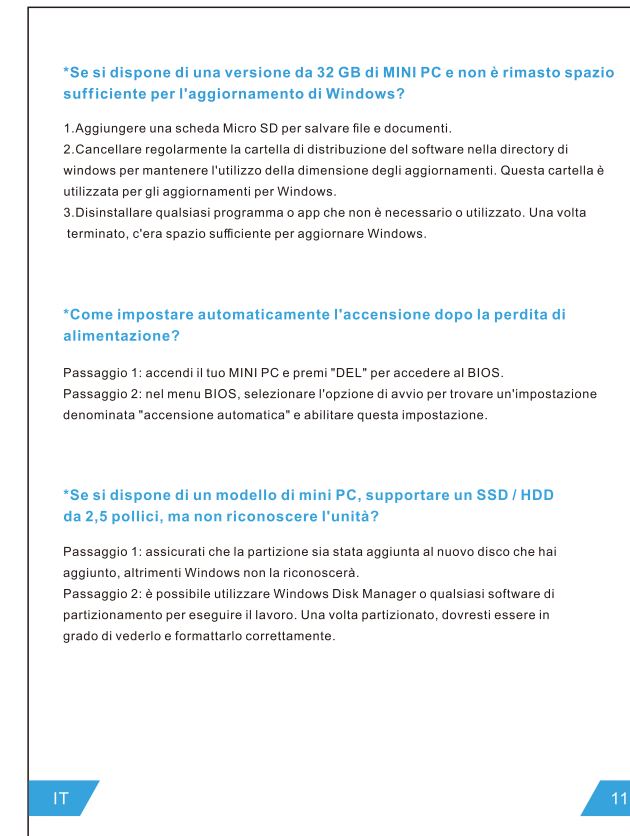 *Se si dispone di una versione da 32 GB di MINI PC e non è rimasto spazio
sufficiente per l'aggiornamento di Windows?
1.Aggiungere una scheda Micro SD per salvare file e documenti.
2.Cancellare regolarmente la cartella di distribuzione del software nella directory di
windows per mantenere l'utilizzo della dimensione degli aggiornamenti. Questa cartella è
utilizzata per gli aggiornamenti per Windows.
3.Disinstallare qualsiasi programma o app che non è necessario o utilizzato. Una volta
terminato, c'era spazio sufficiente per aggiornare Windows.
*Come impostare automaticamente l'accensione dopo la perdita di
alimentazione?
Passaggio 1: accendi il tuo MINI PC e premi "DEL" per accedere al BIOS.
Passaggio 2: nel menu BIOS, selezionare l'opzione di avvio per trovare un'impostazione
denominata "accensione automatica" e abilitare questa impostazione.
*Se si dispone di un modello di mini PC, supportare un SSD / HDD
da 2,5 pollici, ma non riconoscere l'unità?
Passaggio 1: assicurati che la partizione sia stata aggiunta al nuovo disco che hai
aggiunto, altrimenti Windows non la riconoscerà.
Passaggio 2: è possibile utilizzare Windows Disk Manager o qualsiasi software di
partizionamento per eseguire il lavoro. Una volta partizionato, dovresti essere in
grado di vederlo e formattarlo correttamente.
IT
11